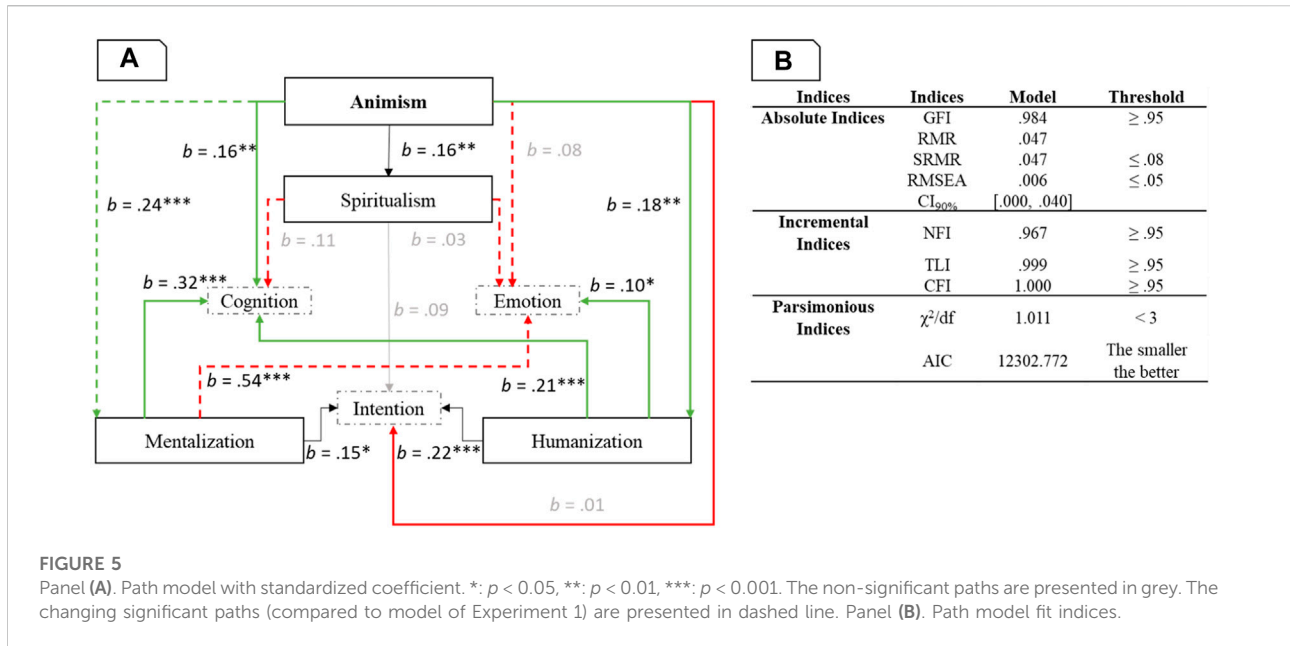 A
Animism
b = .16**
b = .16**
b = .08
Spiritualism
b = .24***
b = .18**
b = .11
b = .03
b = .32***
Cognition
Emotion
b = .10*
b = .09
b = .54***
b = .21***
Intention
Mentalization
Humanization
b = .15*
b = .22***
b = .01
B
Indices Indices Model Threshold
Absolute Indices GFI .984 ≥ .95
RMR .047
SRMR .047 ≤ .08
RMSEA .006 ≤ .05
CI90% [.000, .040]
Incremental
Indices NFI .967 ≥ .95
TLI .999 ≥ .95
CFI 1.000 ≥ .95
Parsimonious
Indices χ²/df 1.011 < 3
AIC 12302.772 The smaller
the better
FIGURE 5
Panel (A). Path model with standardized coefficient. *: p < 0.05, **: p < 0.01, ***: p < 0.001. The non-significant paths are presented in grey. The
changing significant paths (compared to model of Experiment 1) are presented in dashed line. Panel (B). Path model fit indices.